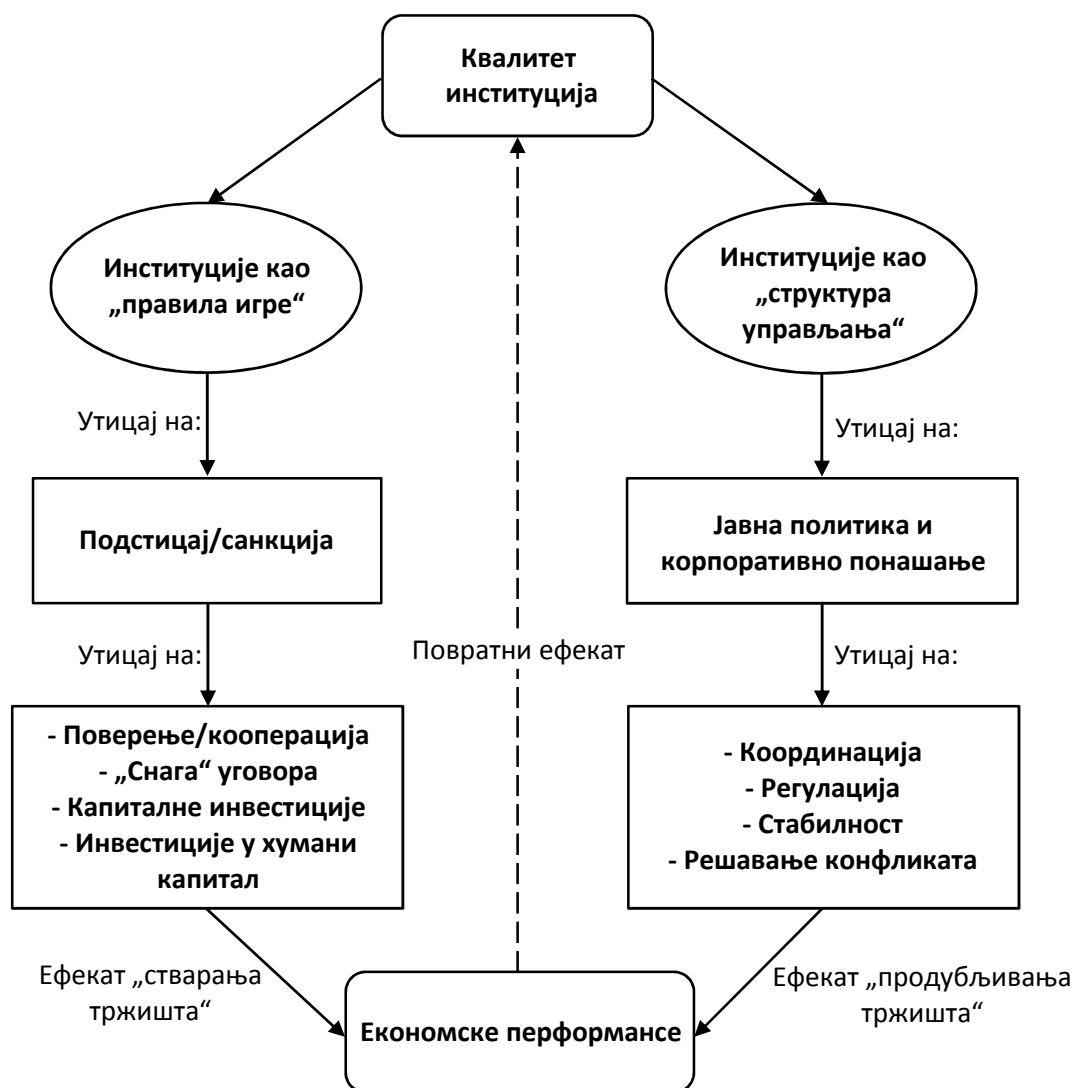 Квалитет
институција
Институције као
„правила игре“
Институције као
„структура
управљања“
Утицај на:
Утицај на:
Подстицај/санкција
Јавна политика и
корпоративно понашање
Утицај на:
Повратни ефекат
Утицај на:
- Поверење/кооперација
- „Снага“ уговора
- Капиталне инвестиције
- Инвестиције у хумани
капитал
- Координација
- Регулација
- Стабилност
- Решавање конфликата
Ефекат „стварања
тржишта“
Ефекат „продубљивања
тржишта“
Економске перформансе